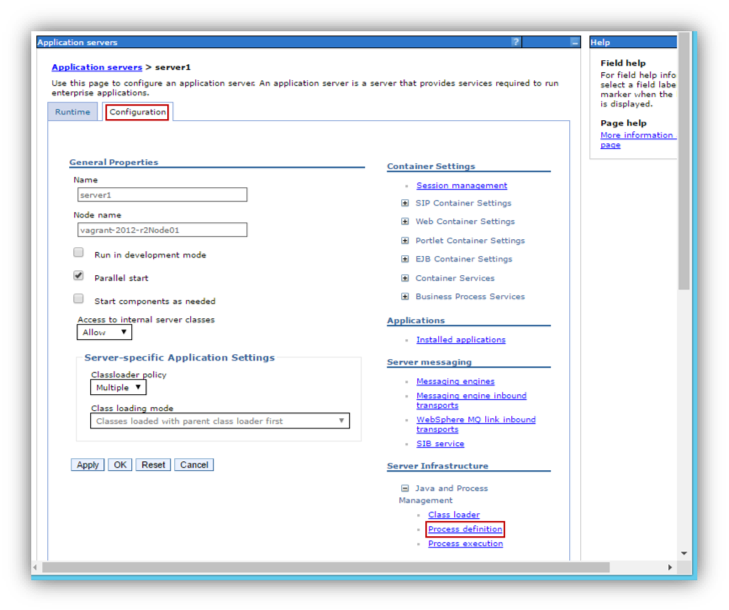 Application servers
?
Help
Application servers > server1
Use this page to configure an application server. An application server is a server that provides services required to run
enterprise applications.
Runtime
Configuration
General Properties
Name
server1
Node name
vagrant-2012-r2Node01
Run in development mode
Parallel start
Start components as needed
Access to internal server classes
Allow
Server-specific Application Settings
Classloader policy
Multiple
Class loading mode
Classes loaded with parent class loader first
Apply OK Reset Cancel
Container Settings
Session management
SIP Container Settings
Web Container Settings
Portlet Container Settings
EJB Container Settings
Container Services
Business Process Services
Applications
Installed applications
Server messaging
Messaging engines
Messaging engine inbound
transports
WebSphere MQ link inbound
transports
SIB service
Server Infrastructure
Java and Process
Management
Class loader
Process definition
Process execution
Field help
For field help info
select a field labe
marker when the
is displayed.
Page help
More information
page